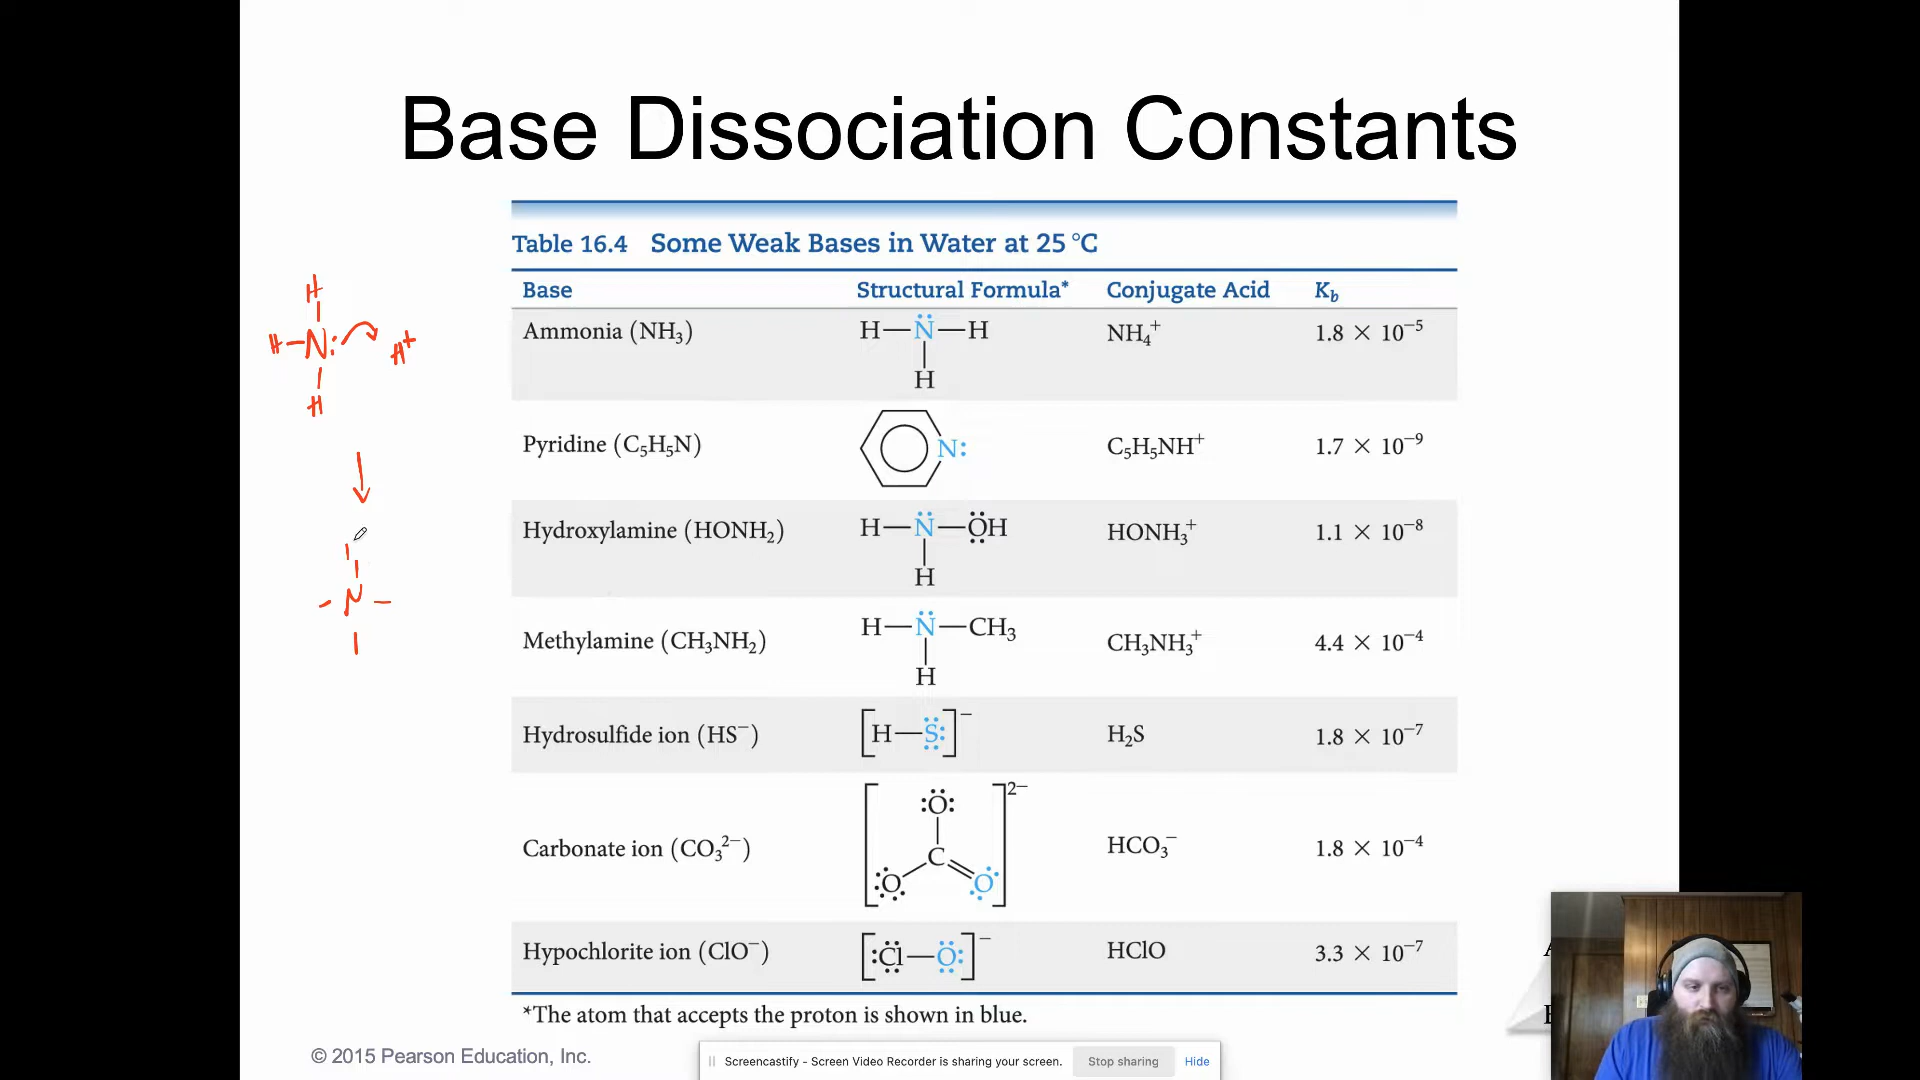 Base Dissociation Constants
Table 16.4 Some Weak Bases in Water at 25 °C
Base Structural Formula* Conjugate Acid K_b
Ammonia (NH₃) H—N̈—H NH₄⁺ 1.8 × 10⁻⁵
H
Pyridine (C₅H₅N) N: C₅H₅NH⁺ 1.7 × 10⁻⁹
Hydroxylamine (HONH₂) H—N—OH HONH₃⁺ 1.1 × 10⁻⁸
H
Methylamine (CH₃NH₂) H—N—CH₃ CH₃NH₃⁺ 4.4 × 10⁻⁴
H
Hydrosulfide ion (HS⁻) [H—S:]⁻ H₂S 1.8 × 10⁻⁷
:O: 2−
Carbonate ion (CO₃²⁻) C HCO₃⁻ 1.8 × 10⁻⁴
O O
Hypochlorite ion (ClO⁻) [:Cl—O:]⁻ HClO 3.3 × 10⁻⁷
*The atom that accepts the proton is shown in blue.
H
H–N: H⁺
H
N
© 2015 Pearson Education, Inc.
Screencastify - Screen Video Recorder is sharing your screen. Stop sharing Hide